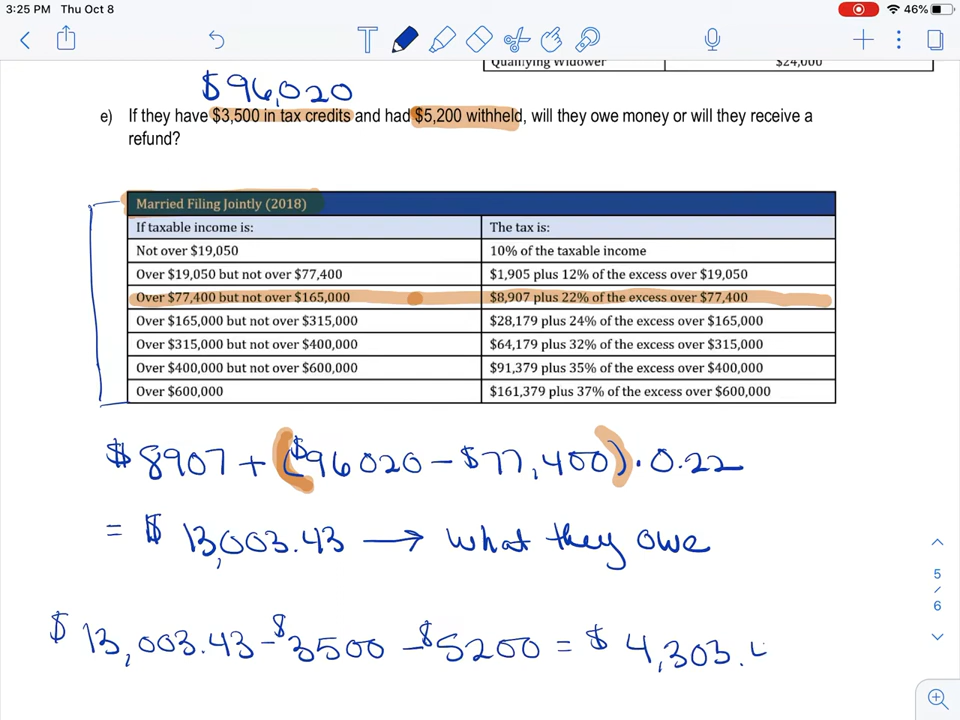 3:25 PM Thu Oct 8 46%
T
Qualifying Widower $24,000
$96,020
e) If they have $3,500 in tax credits and had $5,200 withheld, will they owe money or will they receive a
refund?
Married Filing Jointly (2018)
If taxable income is: The tax is:
Not over $19,050 10% of the taxable income
Over $19,050 but not over $77,400 $1,905 plus 12% of the excess over $19,050
Over $77,400 but not over $165,000 $8,907 plus 22% of the excess over $77,400
Over $165,000 but not over $315,000 $28,179 plus 24% of the excess over $165,000
Over $315,000 but not over $400,000 $64,179 plus 32% of the excess over $315,000
Over $400,000 but not over $600,000 $91,379 plus 35% of the excess over $400,000
Over $600,000 $161,379 plus 37% of the excess over $600,000
$8907 + ($96020 - $77,400) · 0.22
= $ 13,003.43 → what they owe
5
/
6
$ 13,003.43 - $3500 - $5200 = $ 4,303.4